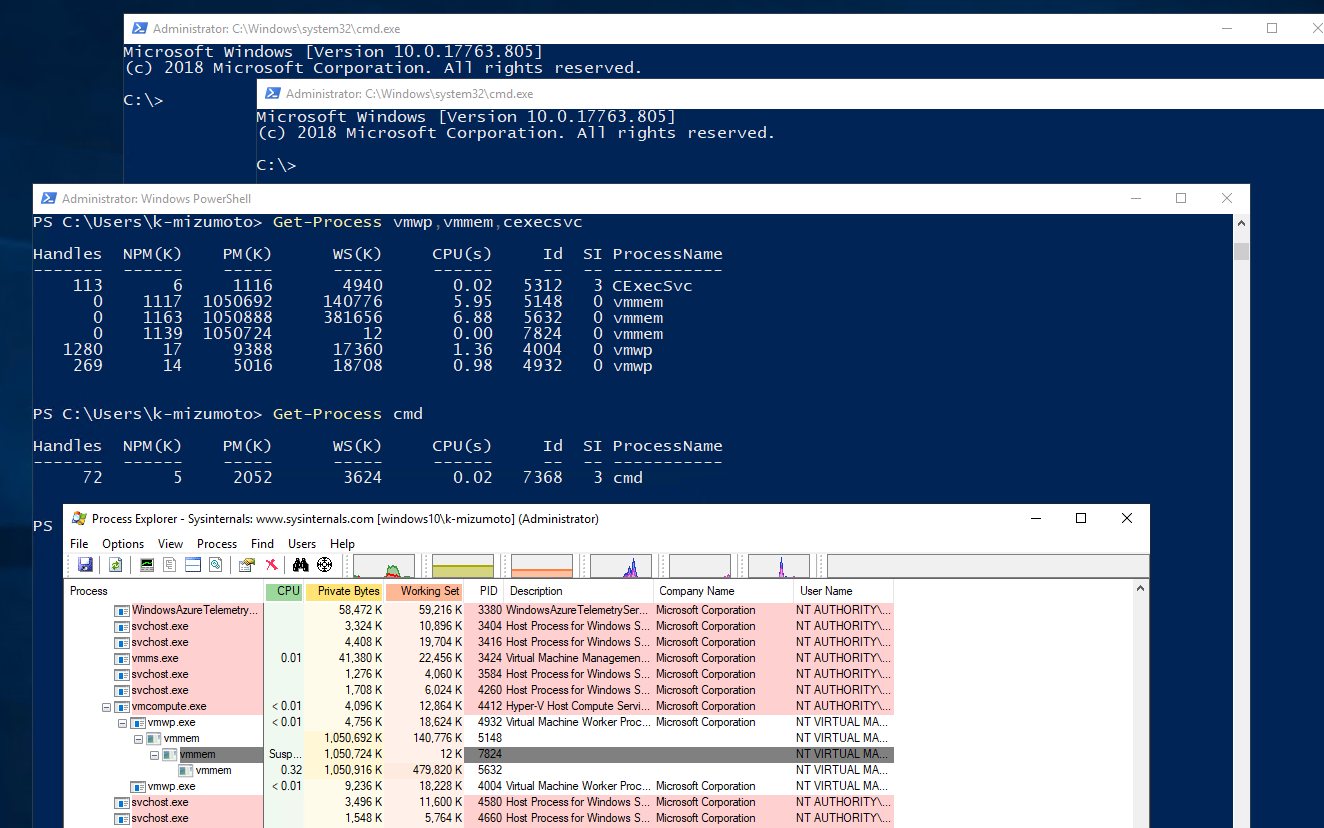 Administrator: C:\Windows\system32\cmd.exe
Microsoft Windows [Version 10.0.17763.805]
(c) 2018 Microsoft Corporation. All rights reserved.
C:\>
Administrator: C:\Windows\system32\cmd.exe
Microsoft Windows [Version 10.0.17763.805]
(c) 2018 Microsoft Corporation. All rights reserved.
C:\>
Administrator: Windows PowerShell
PS C:\Users\k-mizumoto> Get-Process vmwp,vmmem,cexecsvc
Handles NPM(K) PM(K) WS(K) CPU(s) Id SI ProcessName
------- ------ ----- ----- ------ -- -- -----------
113 6 1116 4940 0.02 5312 3 CExecSvc
0 1117 1050692 140776 5.95 5148 0 vmmem
0 1163 1050888 381656 6.88 5632 0 vmmem
0 1139 1050724 12 0.00 7824 0 vmmem
1280 17 9388 17360 1.36 4004 0 vmwp
269 14 5016 18708 0.98 4932 0 vmwp
PS C:\Users\k-mizumoto> Get-Process cmd
Handles NPM(K) PM(K) WS(K) CPU(s) Id SI ProcessName
------- ------ ----- ----- ------ -- -- -----------
72 5 2052 3624 0.02 7368 3 cmd
PS
Process Explorer - Sysinternals: www.sysinternals.com [windows10\k-mizumoto] (Administrator)
File Options View Process Find Users Help
Process CPU Private Bytes Working Set PID Description Company Name User Name
WindowsAzureTelemetry... 58,472 K 59,216 K 3380 WindowsAzureTelemetrySer... Microsoft Corporation NT AUTHORITY\...
svchost.exe 3,324 K 10,896 K 3404 Host Process for Windows S... Microsoft Corporation NT AUTHORITY\...
svchost.exe 4,408 K 19,704 K 3416 Host Process for Windows S... Microsoft Corporation NT AUTHORITY\...
vmms.exe 0.01 41,380 K 22,456 K 3424 Virtual Machine Managemen... Microsoft Corporation NT AUTHORITY\...
svchost.exe 1,276 K 4,060 K 3584 Host Process for Windows S... Microsoft Corporation NT AUTHORITY\...
svchost.exe 1,708 K 6,024 K 4260 Host Process for Windows S... Microsoft Corporation NT AUTHORITY\...
vmcompute.exe < 0.01 4,096 K 12,864 K 4412 Hyper-V Host Compute Servi... Microsoft Corporation NT AUTHORITY\...
vmwp.exe < 0.01 4,756 K 18,624 K 4932 Virtual Machine Worker Proc... Microsoft Corporation NT VIRTUAL MA...
vmmem 1,050,692 K 140,776 K 5148 NT VIRTUAL MA...
vmmem Susp... 1,050,724 K 12 K 7824 NT VIRTUAL MA...
vmmem 0.32 1,050,916 K 479,820 K 5632 NT VIRTUAL MA...
vmwp.exe < 0.01 9,236 K 18,228 K 4004 Virtual Machine Worker Proc... Microsoft Corporation NT VIRTUAL MA...
svchost.exe 3,496 K 11,600 K 4580 Host Process for Windows S... Microsoft Corporation NT AUTHORITY\...
svchost.exe 1,548 K 5,764 K 4660 Host Process for Windows S... Microsoft Corporation NT AUTHORITY\...